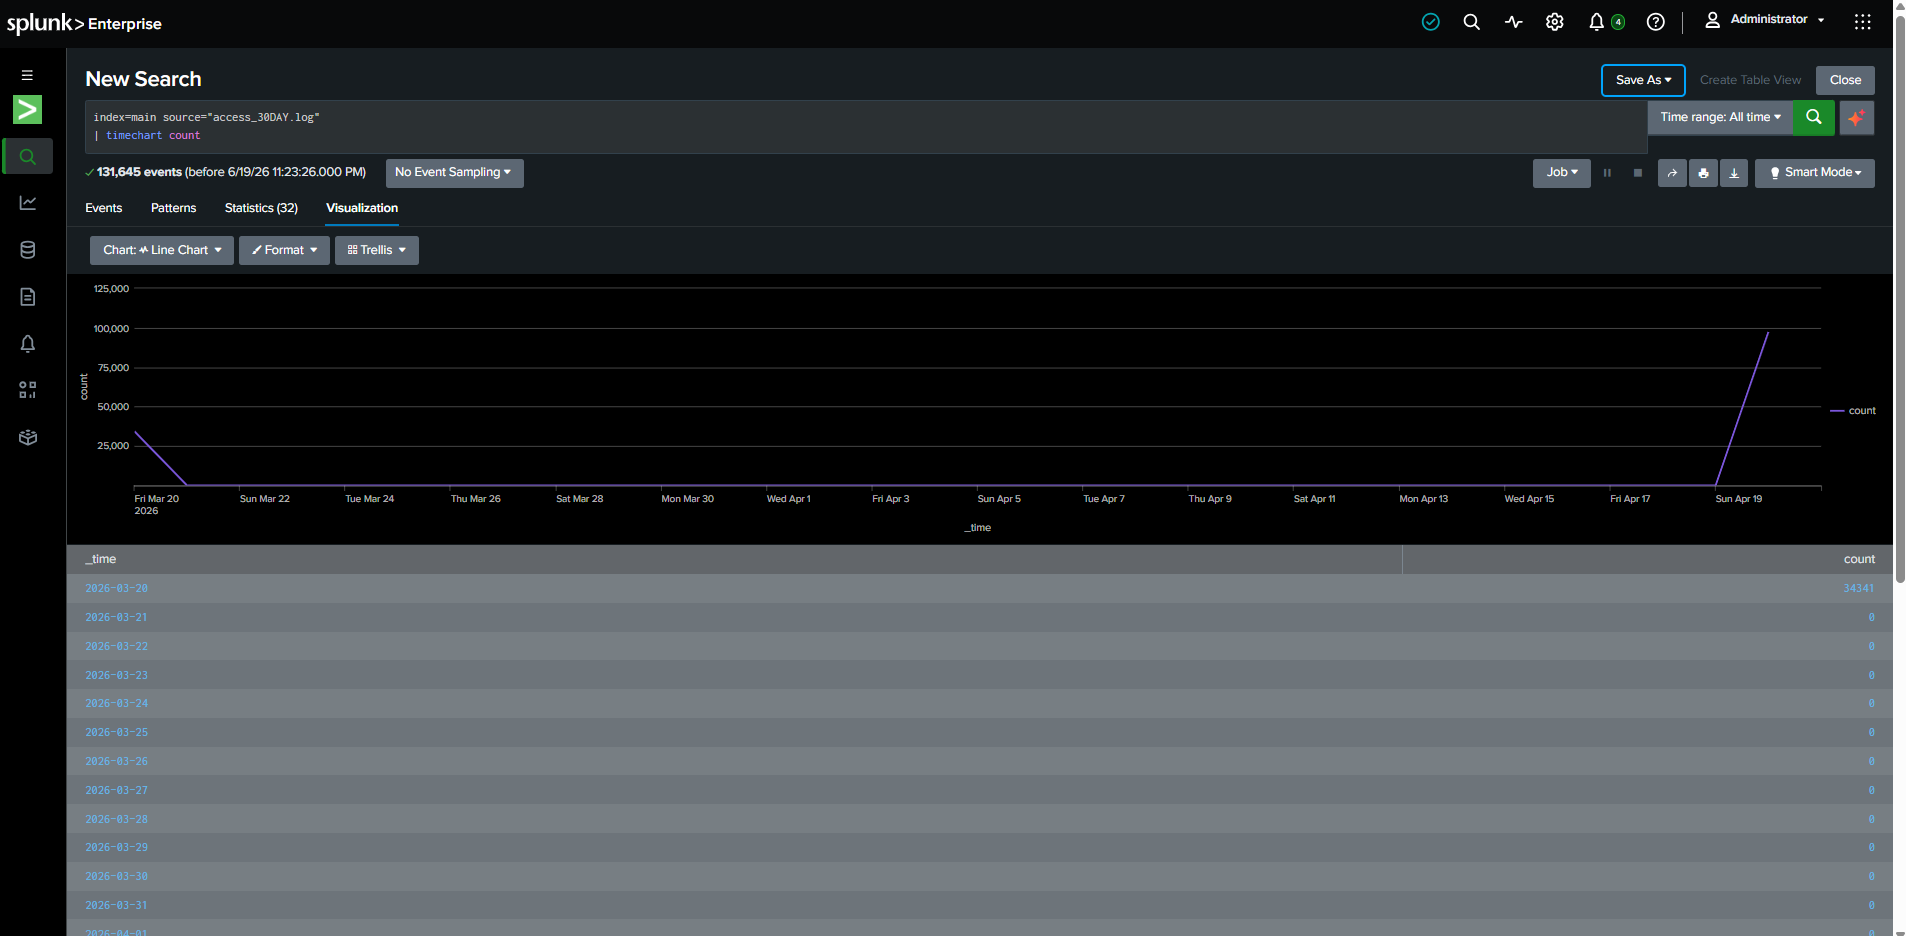 splunk> Enterprise
4
Administrator
New Search
Save As
Create Table View
Close
index=main source="access_30DAY.log"
| timechart count
Time range: All time
131,645 events (before 6/19/26 11:23:26.000 PM)
No Event Sampling
Job
Smart Mode
Events
Patterns
Statistics (32)
Visualization
Chart: Line Chart
Format
Trellis
125,000
100,000
75,000
50,000
25,000
count
count
Fri Mar 20
2026
Sun Mar 22
Tue Mar 24
Thu Mar 26
Sat Mar 28
Mon Mar 30
Wed Apr 1
Fri Apr 3
Sun Apr 5
Tue Apr 7
Thu Apr 9
Sat Apr 11
Mon Apr 13
Wed Apr 15
Fri Apr 17
Sun Apr 19
_time
_time count
2026-03-20 34341
2026-03-21 0
2026-03-22 0
2026-03-23 0
2026-03-24 0
2026-03-25 0
2026-03-26 0
2026-03-27 0
2026-03-28 0
2026-03-29 0
2026-03-30 0
2026-03-31 0
2026-04-01 0